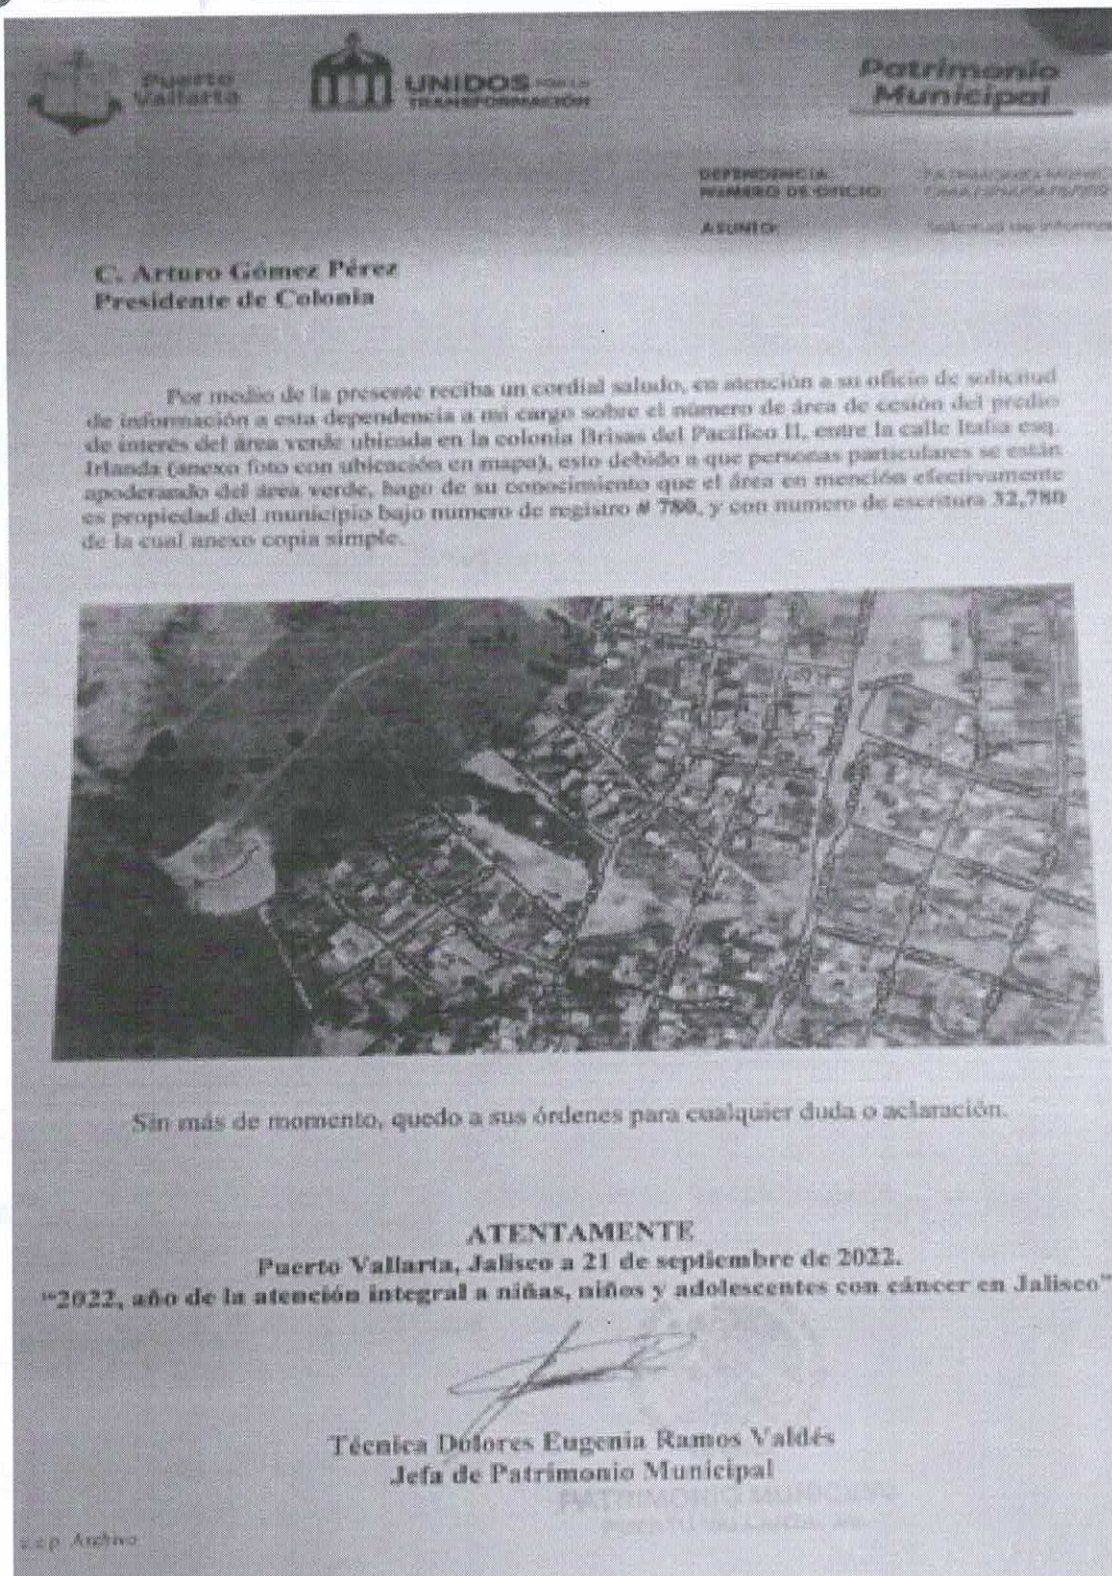 Puerto
Vallarta
UNIDOS POR LA
TRANSFORMACIÓN
Patrimonio
Municipal
DEPENDENCIA:
NUMERO DE OFICIO:
ASUNTO:
C. Arturo Gómez Pérez
Presidente de Colonia
Por medio de la presente reciba un cordial saludo, en atención a su oficio de solicitud
de información a esta dependencia a mi cargo sobre el número de área de cesión del predio
de interés del área verde ubicada en la colonia Brisas del Pacífico II, entre la calle Italia esq.
Irlanda (anexo foto con ubicación en mapa), esto debido a que personas particulares se están
apoderando del área verde, hago de su conocimiento que el área en mención efectivamente
es propiedad del municipio bajo numero de registro # 780, y con numero de escritura 32,780
de la cual anexo copia simple.
Sin más de momento, quedo a sus órdenes para cualquier duda o aclaración.
ATENTAMENTE
Puerto Vallarta, Jalisco a 21 de septiembre de 2022.
"2022, año de la atención integral a niñas, niños y adolescentes con cáncer en Jalisco"
Técnica Dolores Eugenia Ramos Valdés
Jefa de Patrimonio Municipal
PATRIMONIO MUNICIPAL
c.c.p. Archivo